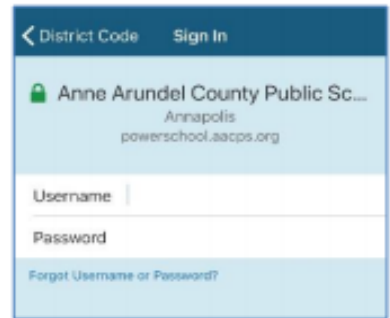 District Code Sign In
Anne Arundel County Public Sc...
Annapolis
powerschool.aacps.org
Username
Password
Forgot Username or Password?